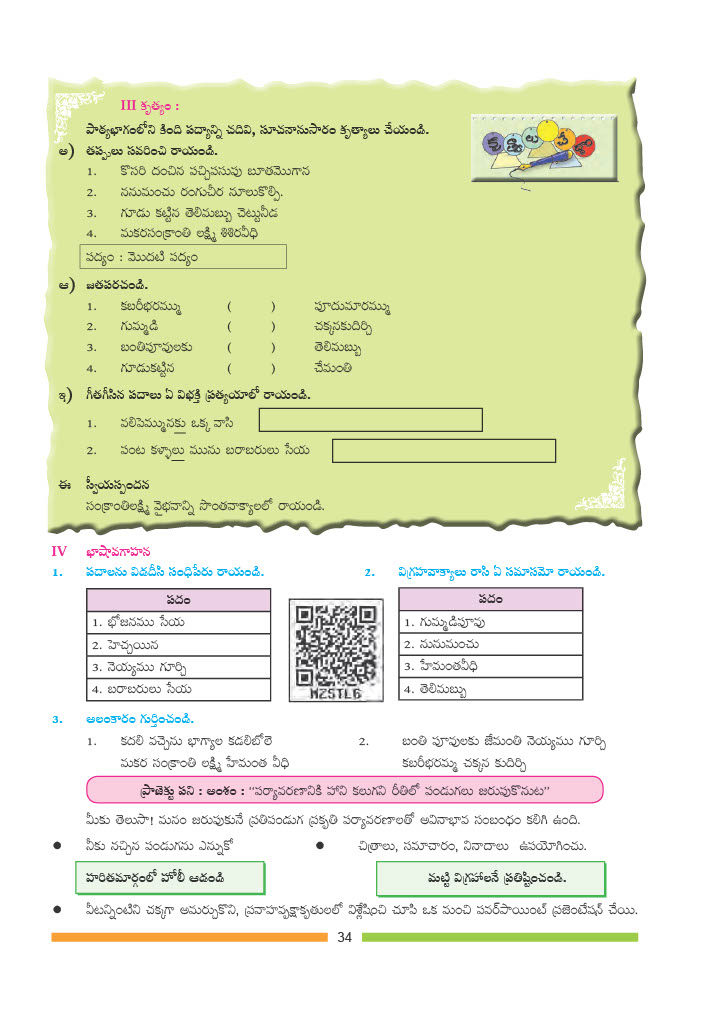 III కృత్యం :
పాఠ్యభాగంలోని కింది పద్యాన్ని చదివి, సూచనానుసారం కృత్యాలు చేయండి.
కృత్యాలు చేద్దాం
అ) తప్పులు సవరించి రాయండి.
1. కొసరి దంచిన పచ్చిపసుపు బూతమొగాన
2. ననుమంచు రంగుచీర నూలుకొల్పి.
3. గూడు కట్టిన తెలిమబ్బు చెట్టునీడ
4. మకరసంక్రాంతి లక్ష్మి శిశిరవీధి
పద్యం : మొదటి పద్యం
ఆ) జతపరచండి.
1. కబరీభరమ్ము ( ) పూదుమారమ్ము
2. గుమ్మడి ( ) చక్కనకుదిర్చి
3. బంతిపూవులకు ( ) తెలిమబ్బు
4. గూడుకట్టిన ( ) చేమంతి
ఇ) గీతగీసిన పదాలు ఏ విభక్తి ప్రత్యయాలో రాయండి.
1. వలిపెమ్మునకు ఒక్క వాసి
2. పంట కళ్ళాలు మును బరాబరులు సేయ
ఈ స్వీయస్పందన
సంక్రాంతిలక్ష్మి వైభవాన్ని సొంతవాక్యాలలో రాయండి.
IV భాషావగాహన
1. పదాలను విడదీసి సంధిపేరు రాయండి.
పదం
1. భోజనము సేయ
2. హెచ్చయిన
3. నెయ్యము గూర్చి
4. బరాబరులు సేయ
M2STL6
2. విగ్రహవాక్యాలు రాసి ఏ సమాసమో రాయండి.
పదం
1. గుమ్మడిపూవు
2. నునుమంచు
3. హేమంతవీధి
4. తెలిమబ్బు
3. అలంకారం గుర్తించండి.
1. కదలి వచ్చెను భాగ్యాల కడలిబోలె
మకర సంక్రాంతి లక్ష్మి హేమంత వీధి
2. బంతి పూవులకు జేమంతి నెయ్యము గూర్చి
కబరీభరమ్మ చక్కన కుదిర్చి
ప్రాజెక్టు పని : అంశం : "పర్యావరణానికి హాని కలుగని రీతిలో పండుగలు జరుపుకొనుట"
మీకు తెలుసా! మనం జరుపుకునే ప్రతిపండుగ ప్రకృతి పర్యావరణాలతో అవినాభావ సంబంధం కలిగి ఉంది.
● నీకు నచ్చిన పండుగను ఎన్నుకో
● చిత్రాలు, సమాచారం, నినాదాలు ఉపయోగించు.
హరితమార్గంలో హోలీ ఆడండి
మట్టి విగ్రహాలనే ప్రతిష్టించండి.
● వీటన్నింటిని చక్కగా అమర్చుకొని, ప్రవాహవృక్షాకృతులలో విశ్లేషించి చూసి ఒక మంచి పవర్‌పాయింట్ ప్రజెంటేషన్ చేయి.
34